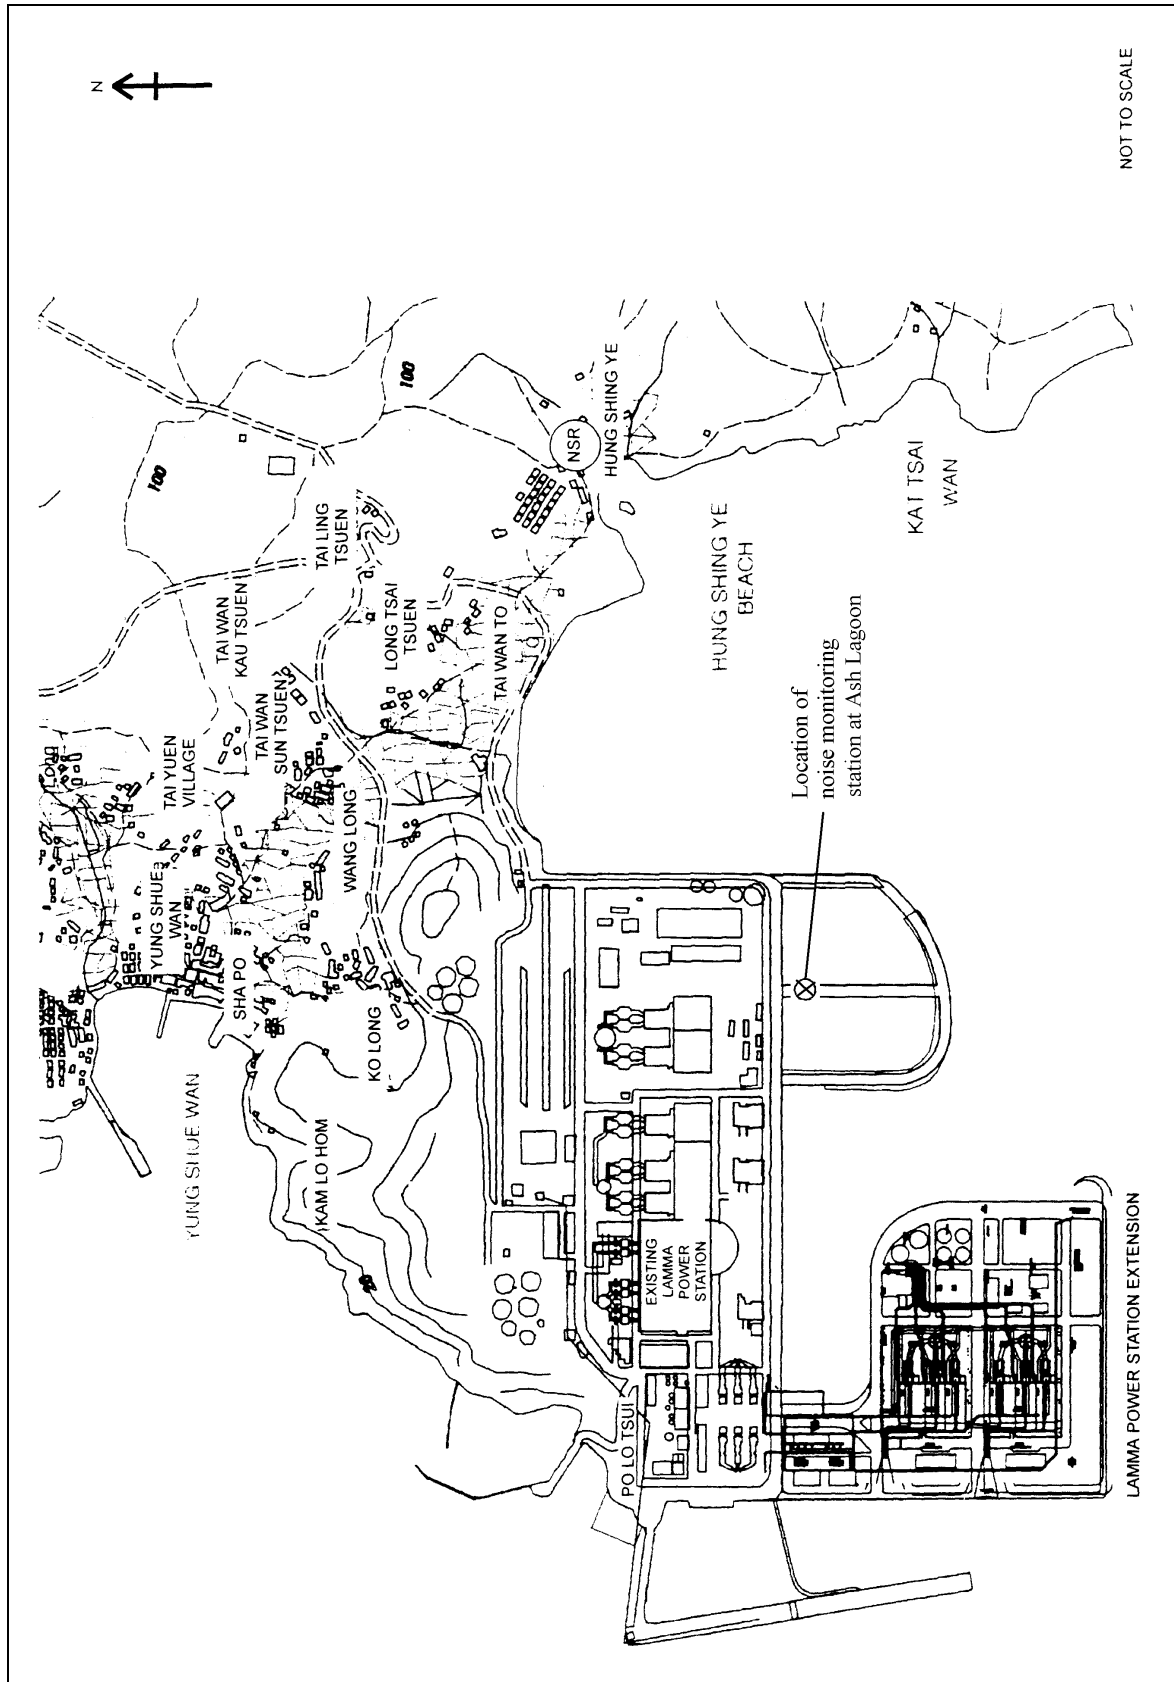 N
NOT TO SCALE
100
100
TAI LING
TSUEN
TAI WAN
KAU TSUEN
LONG TSAI
TSUEN
TAI WAN
SUN TSUEN
TAI YUEN
VILLAGE
TAI WAN TO
NSR
HUNG SHING YE
HUNG SHING YE
BEACH
KAI TSAI
WAN
YUNG SHUE
WAN
WANG LONG
SHA PO
KO LONG
YUNG SHUE WAN
KAM LO HOM
Location of
noise monitoring
station at Ash Lagoon
EXISTING
LAMMA
POWER
STATION
PO LO TSUI
LAMMA POWER STATION EXTENSION